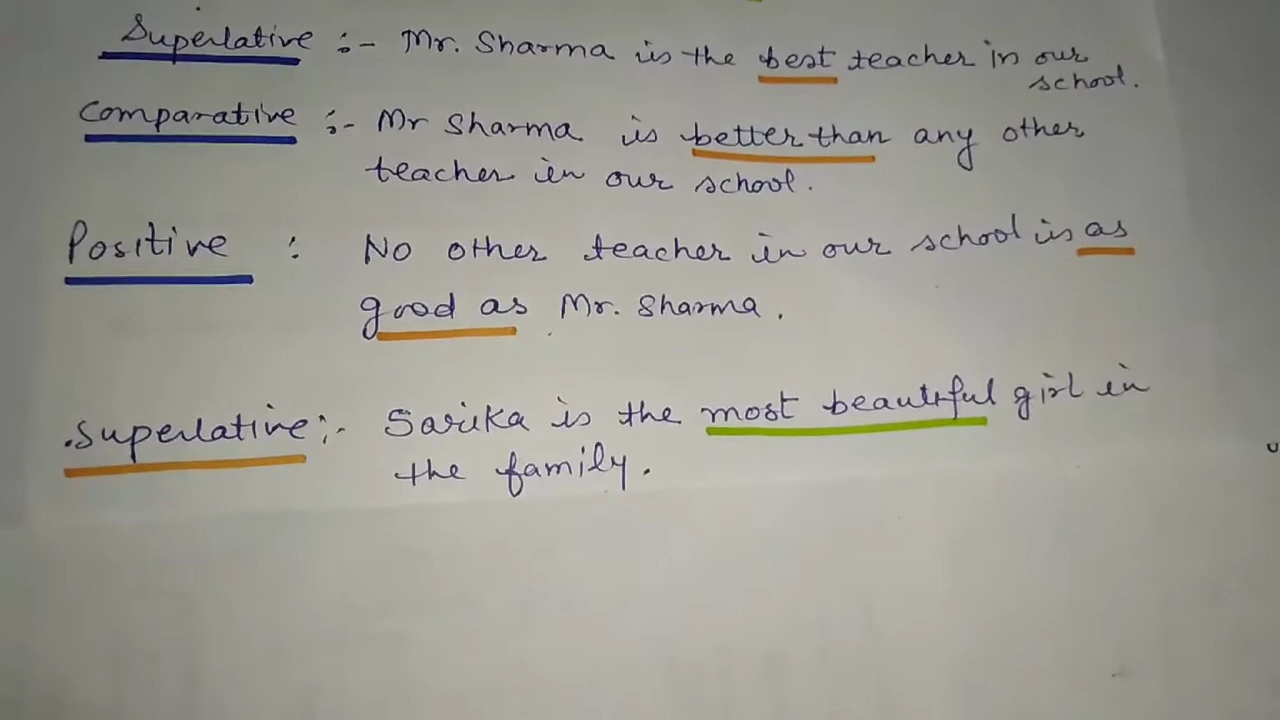 Superlative :- Mr. Sharma is the best teacher in our
school.
Comparative :- Mr Sharma is better than any other
teacher in our school.
Positive : No other teacher in our school is as
good as Mr. Sharma.
.Superlative:- Sarika is the most beautiful girl in
the family.